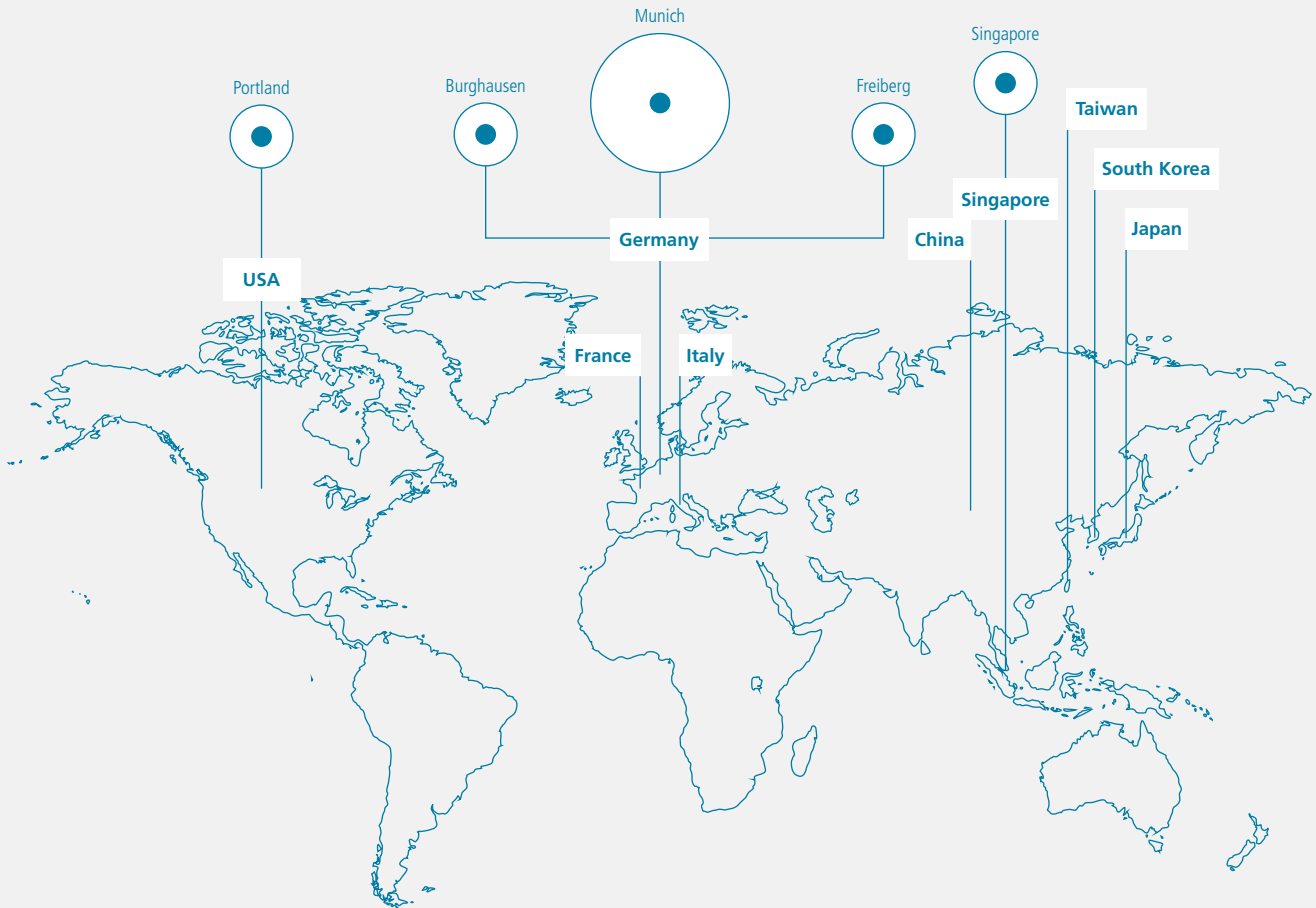 Munich
Singapore
Portland
Burghausen
Freiberg
Taiwan
South Korea
Singapore
Japan
China
Germany
USA
France
Italy